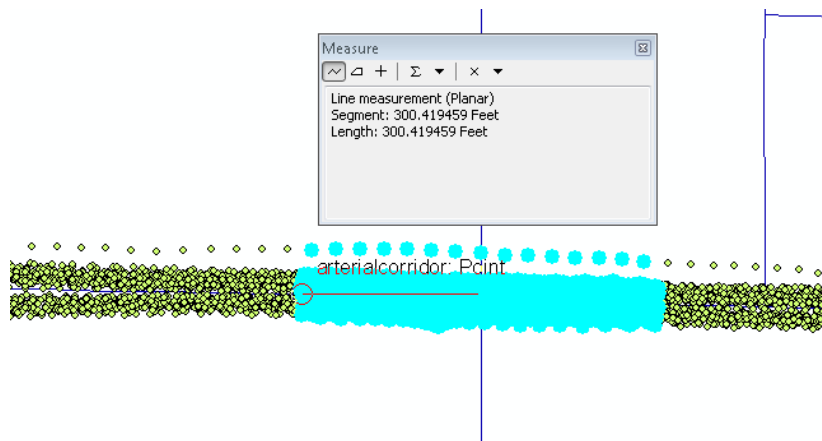 Measure
Line measurement (Planar)
Segment: 300.419459 Feet
Length: 300.419459 Feet
arterialcorridor: Point